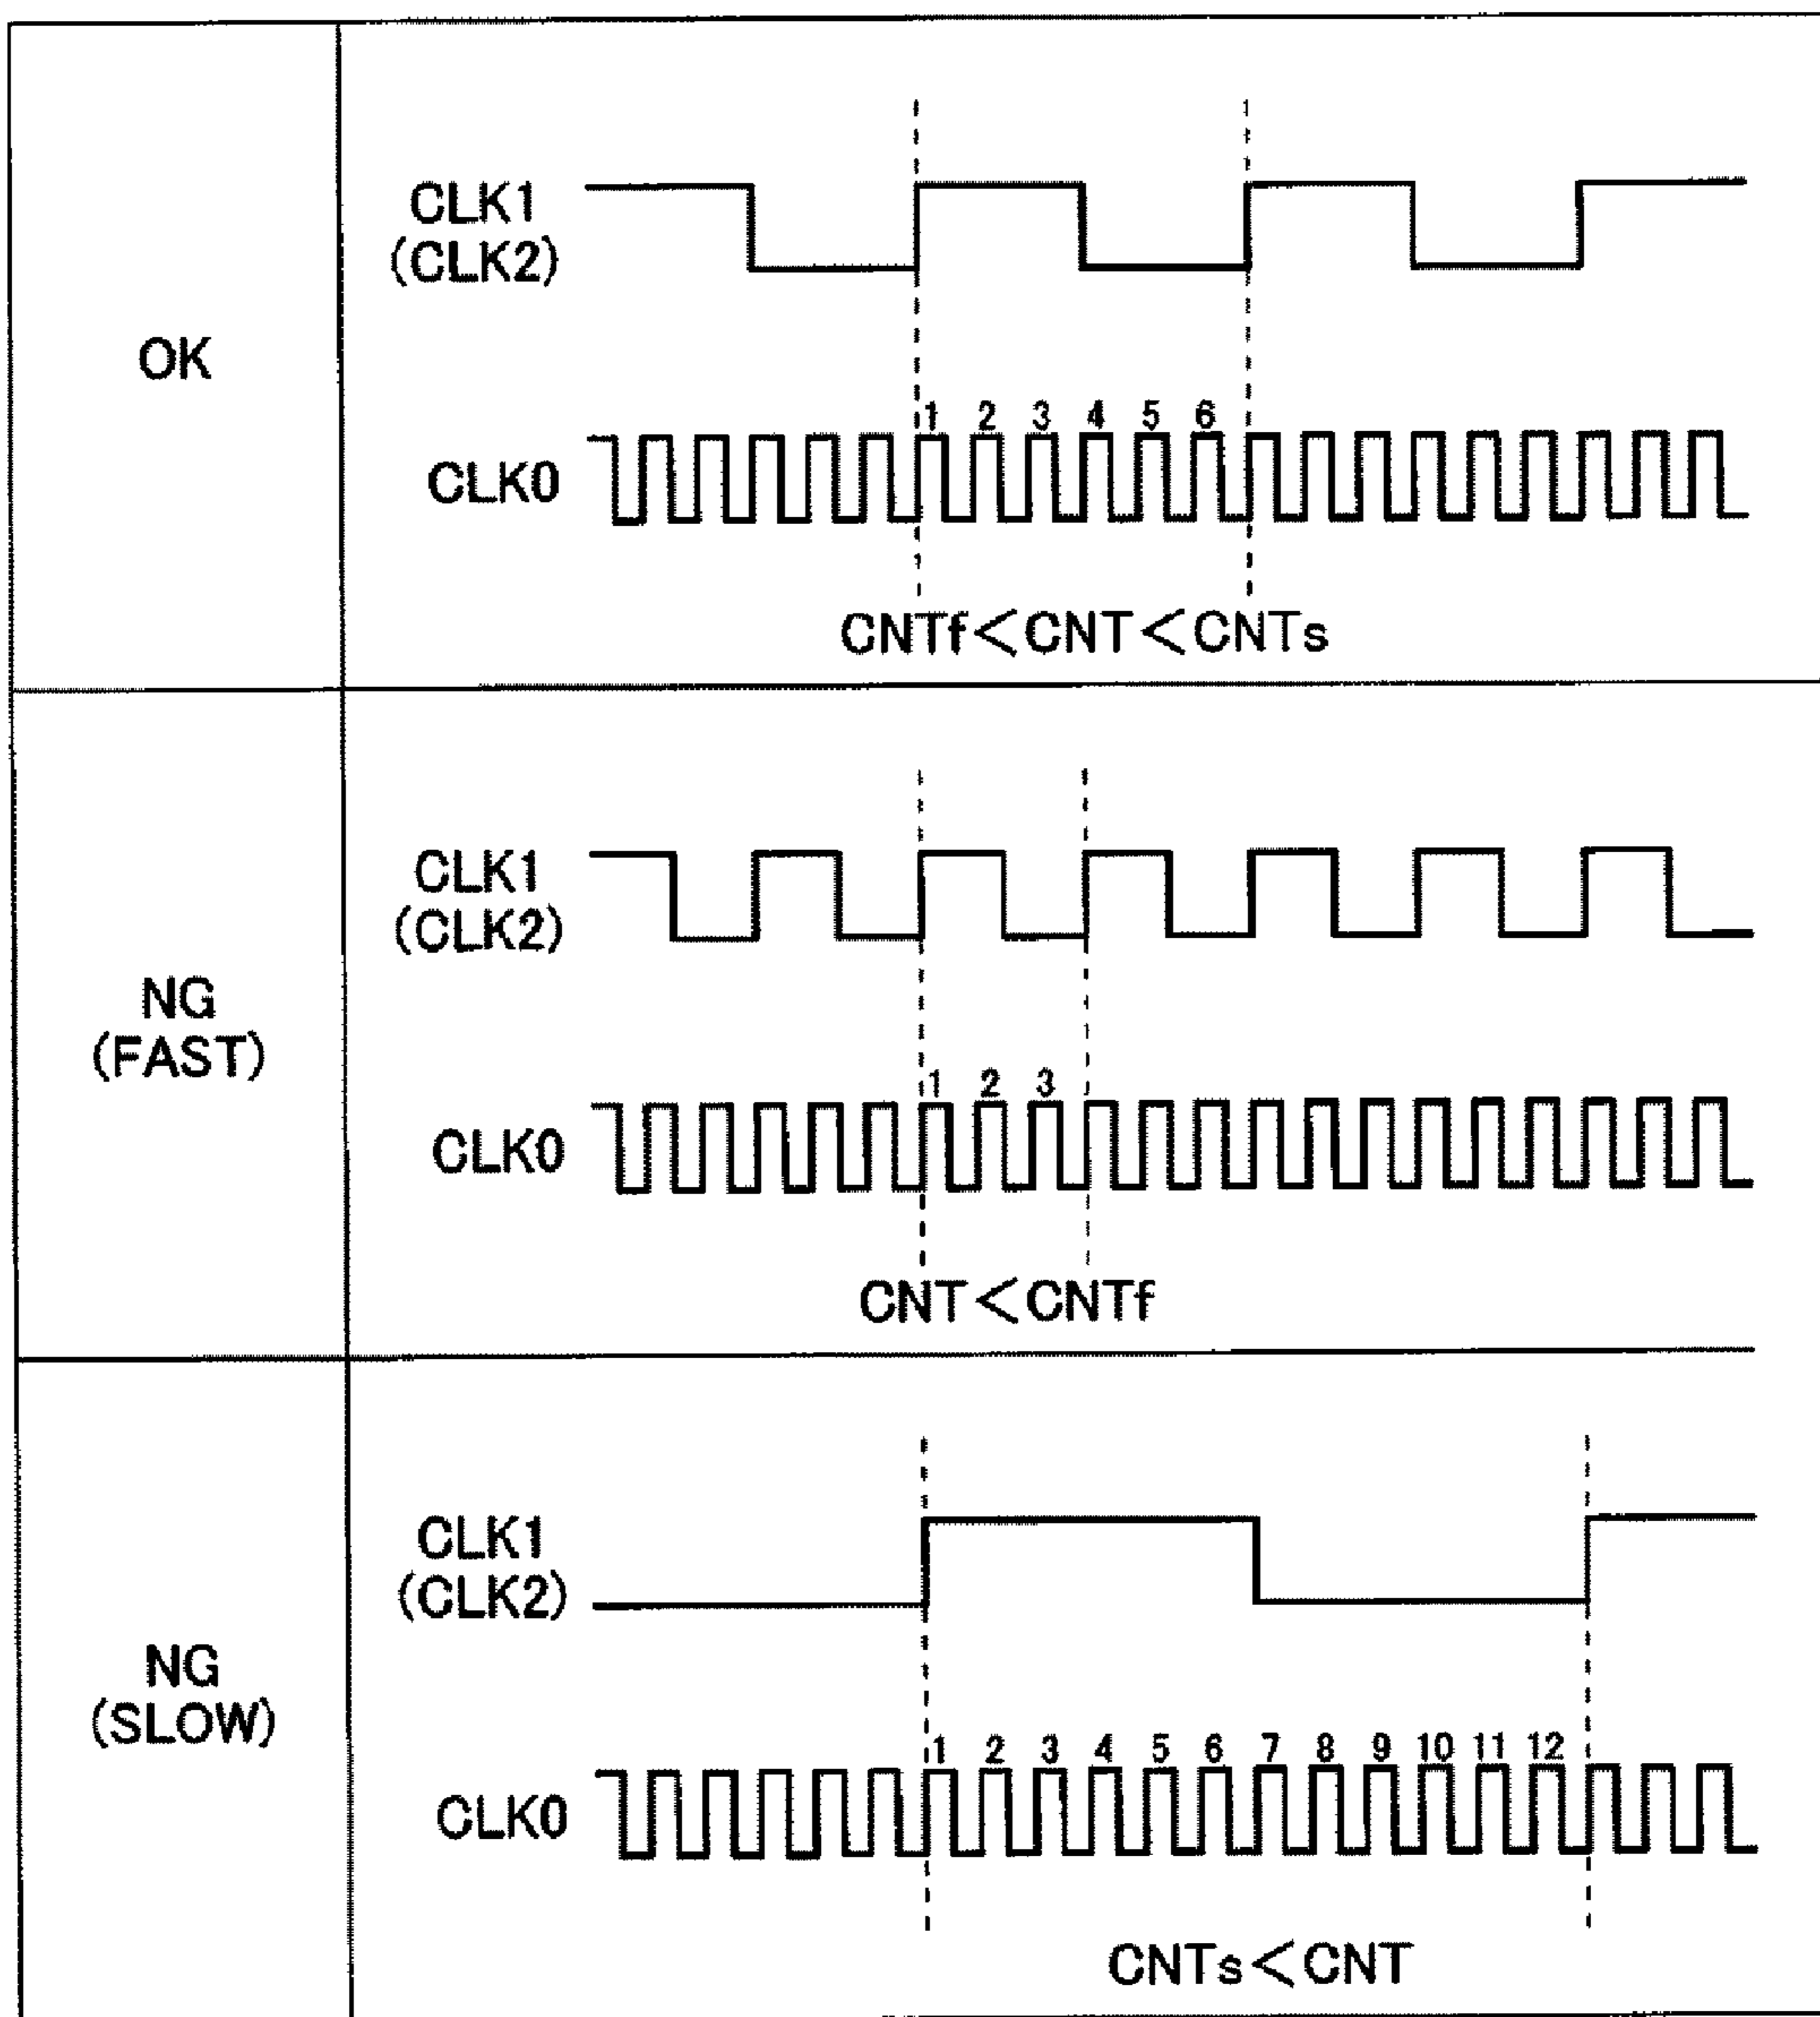 OK
CLK1
(CLK2)
1 2 3 4 5 6
CLK0
CNTf<CNT<CNTs
NG
(FAST)
CLK1
(CLK2)
1 2 3
CLK0
CNT<CNTf
NG
(SLOW)
CLK1
(CLK2)
1 2 3 4 5 6 7 8 9 10 11 12
CLK0
CNTs<CNT